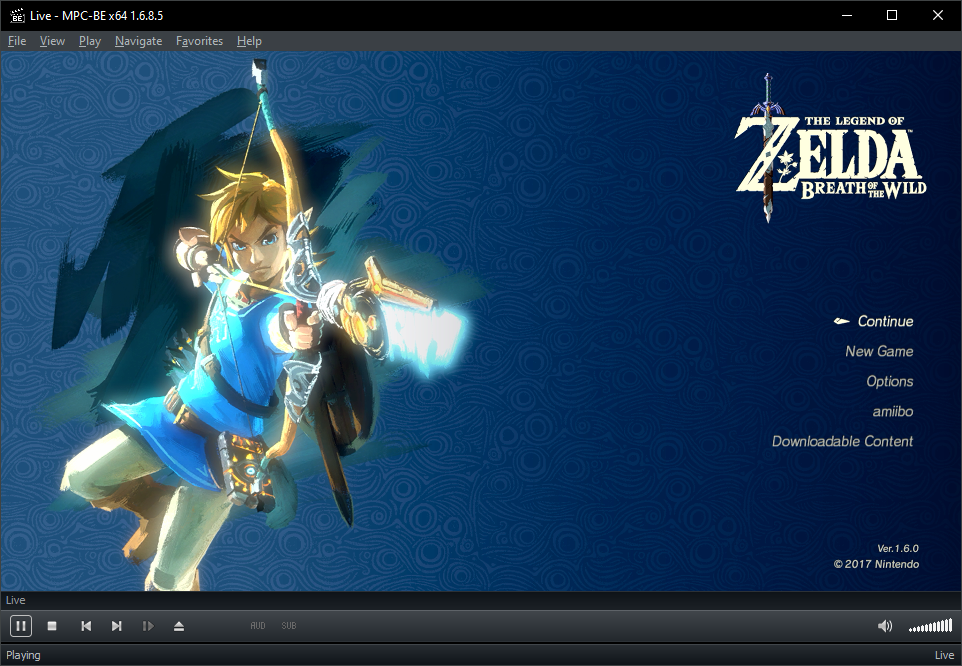 Live - MPC-BE x64 1.6.8.5
File View Play Navigate Favorites Help
THE LEGEND OF
ZELDA™
BREATH OF THE WILD
Continue
New Game
Options
amiibo
Downloadable Content
Ver.1.6.0
© 2017 Nintendo
Live
AUD SUB
Playing Live